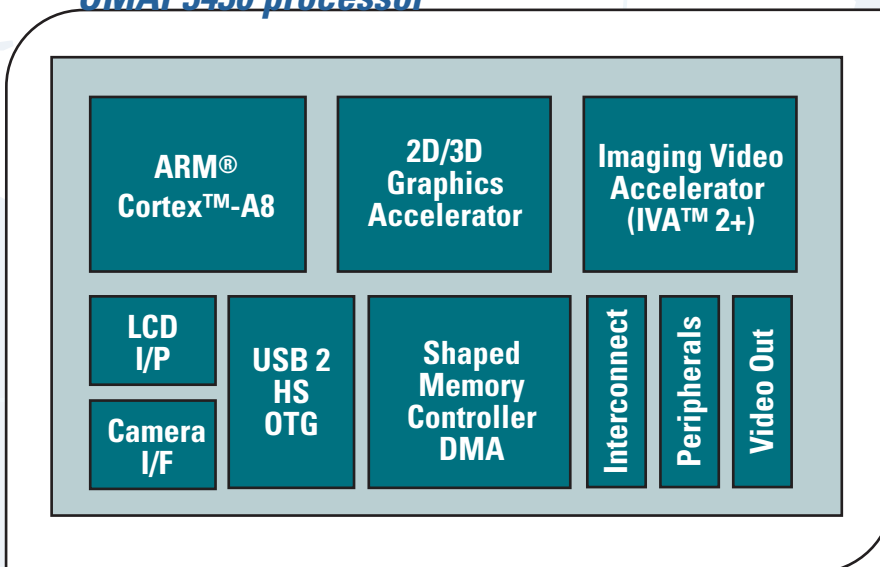 processor
ARM®
Cortex™-A8
2D/3D
Graphics
Accelerator
Imaging Video
Accelerator
(IVA™ 2+)
LCD
I/P
Camera
I/F
USB 2
HS
OTG
Shaped
Memory
Controller
DMA
Interconnect
Peripherals
Video Out